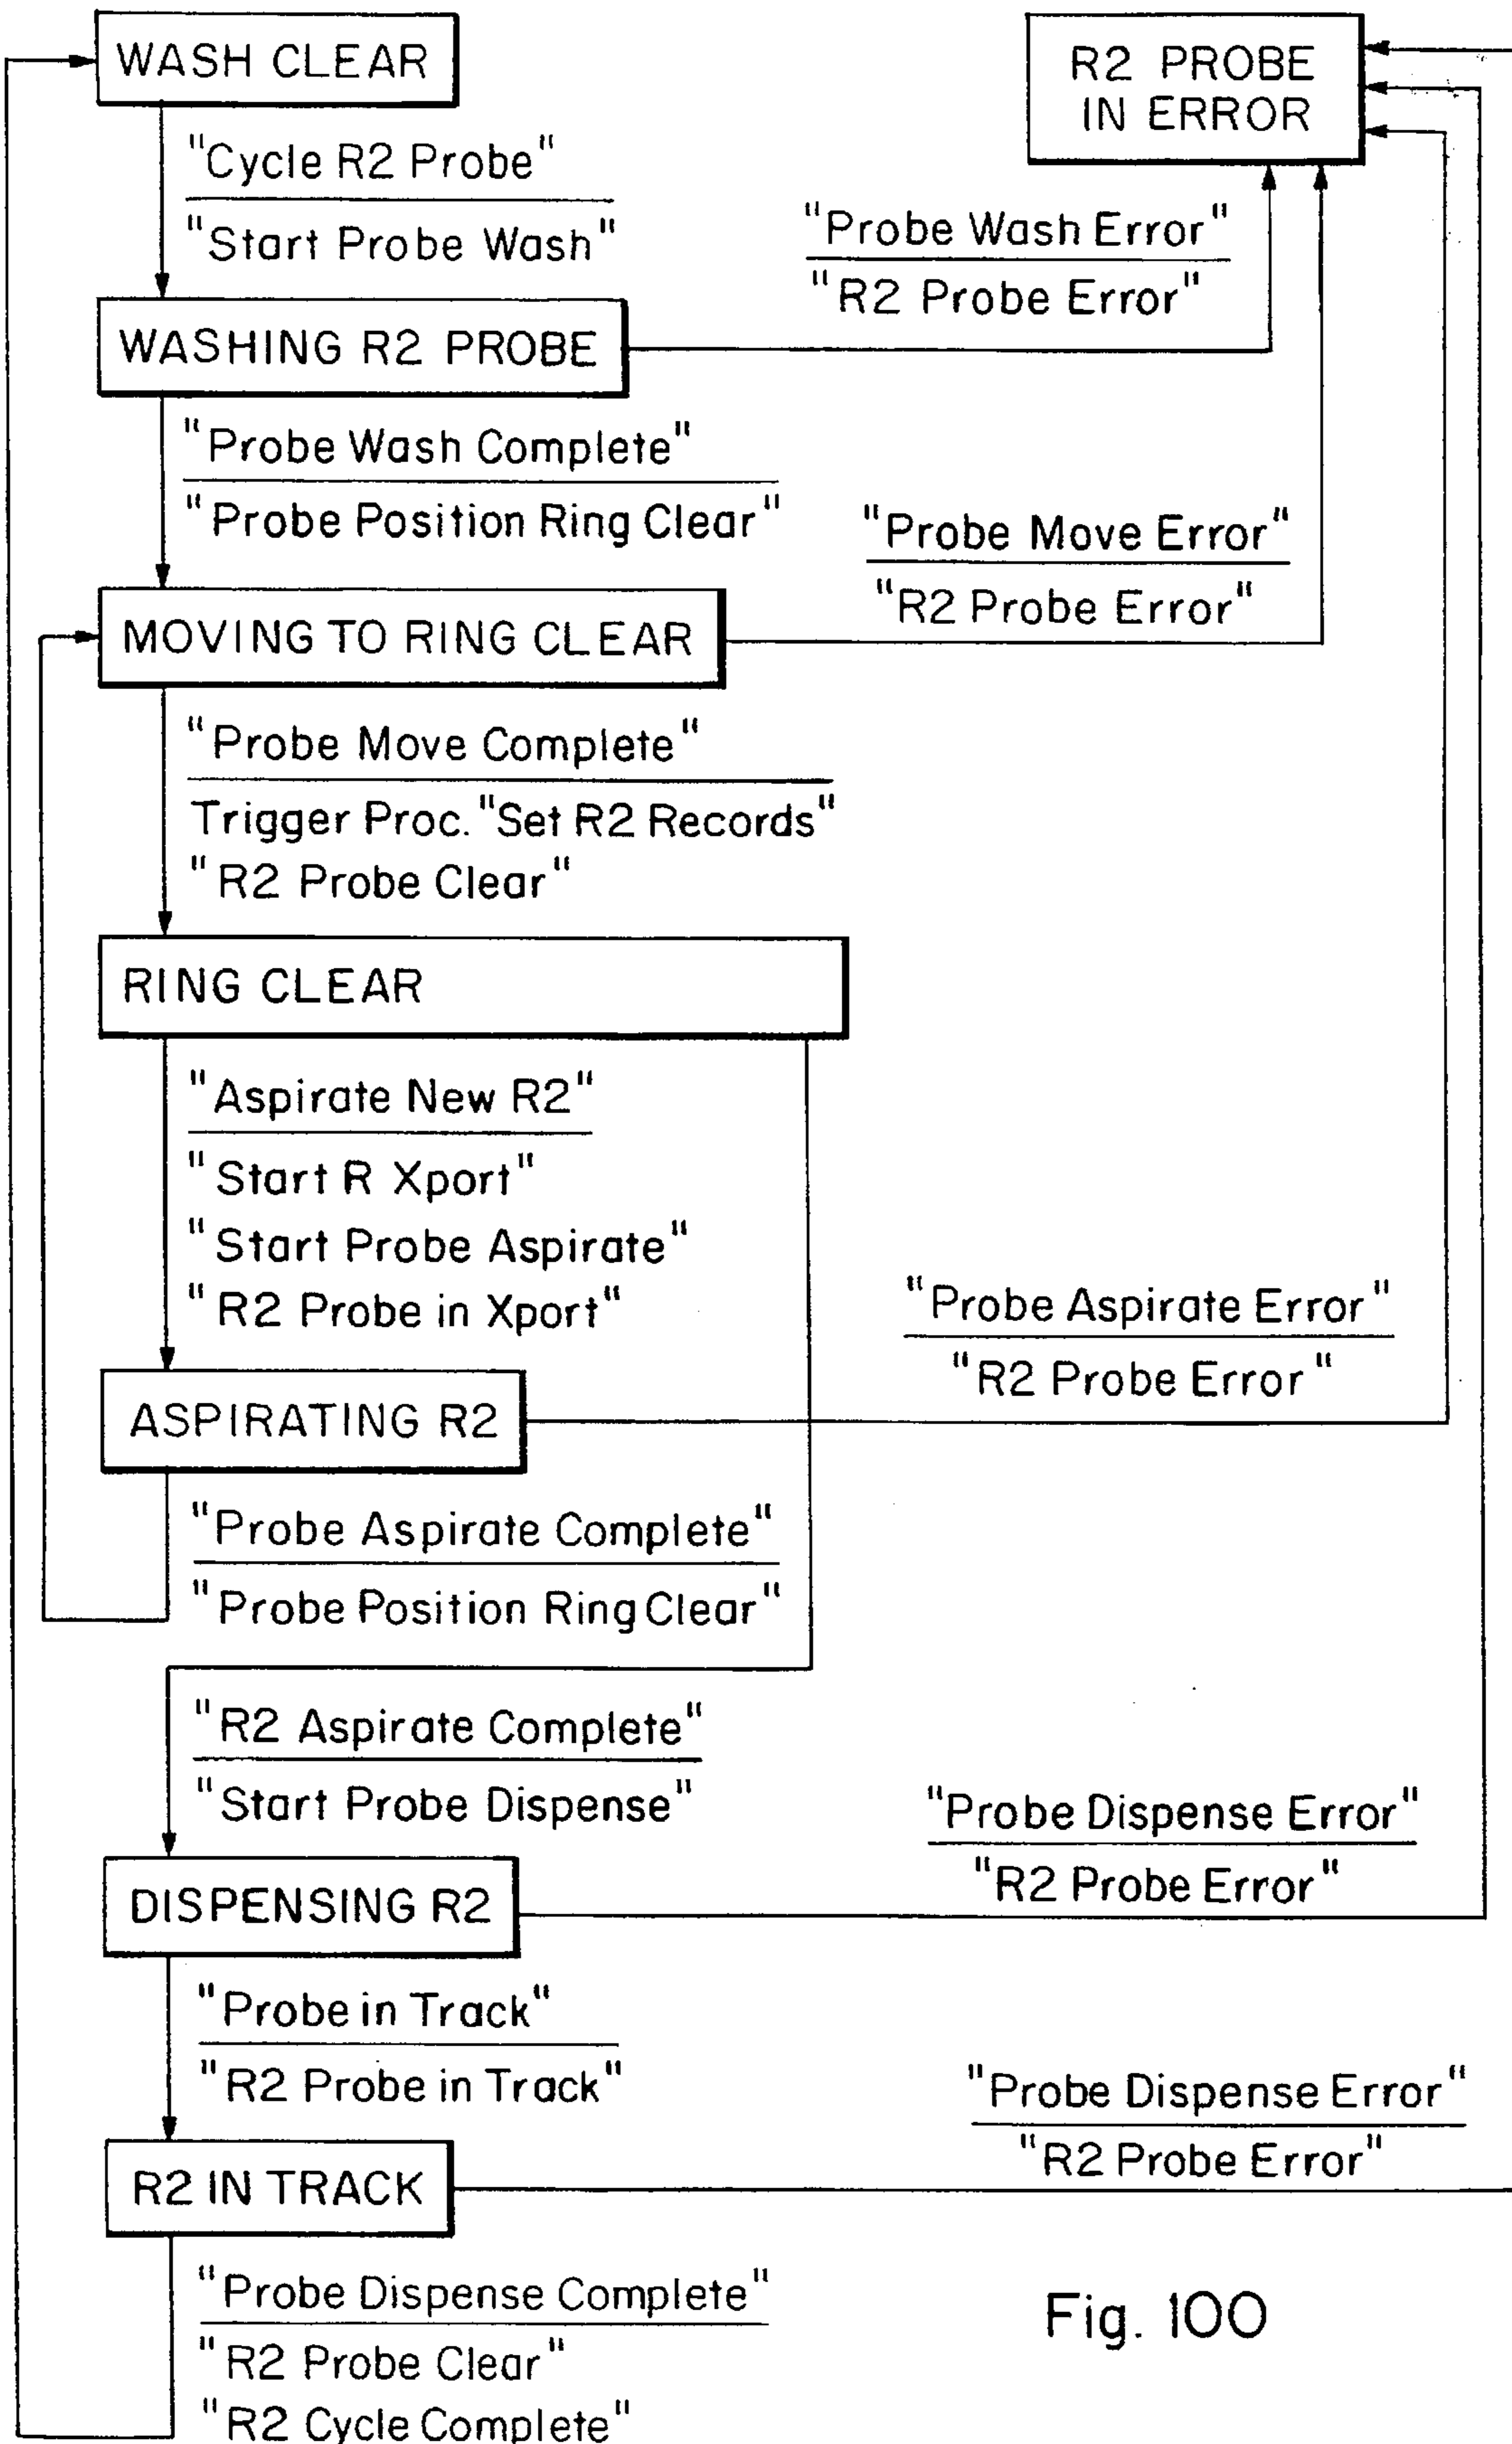 WASH CLEAR
R2 PROBE
IN ERROR
"Cycle R2 Probe"
"Start Probe Wash"
"Probe Wash Error"
"R2 Probe Error"
WASHING R2 PROBE
"Probe Wash Complete"
"Probe Position Ring Clear"
"Probe Move Error"
"R2 Probe Error"
MOVING TO RING CLEAR
"Probe Move Complete"
Trigger Proc. "Set R2 Records"
"R2 Probe Clear"
RING CLEAR
"Aspirate New R2"
"Start R Xport"
"Start Probe Aspirate"
"R2 Probe in Xport"
"Probe Aspirate Error"
"R2 Probe Error"
ASPIRATING R2
"Probe Aspirate Complete"
"Probe Position Ring Clear"
"R2 Aspirate Complete"
"Start Probe Dispense"
"Probe Dispense Error"
"R2 Probe Error"
DISPENSING R2
"Probe in Track"
"R2 Probe in Track"
"Probe Dispense Error"
"R2 Probe Error"
R2 IN TRACK
"Probe Dispense Complete"
"R2 Probe Clear"
"R2 Cycle Complete"
Fig. 100